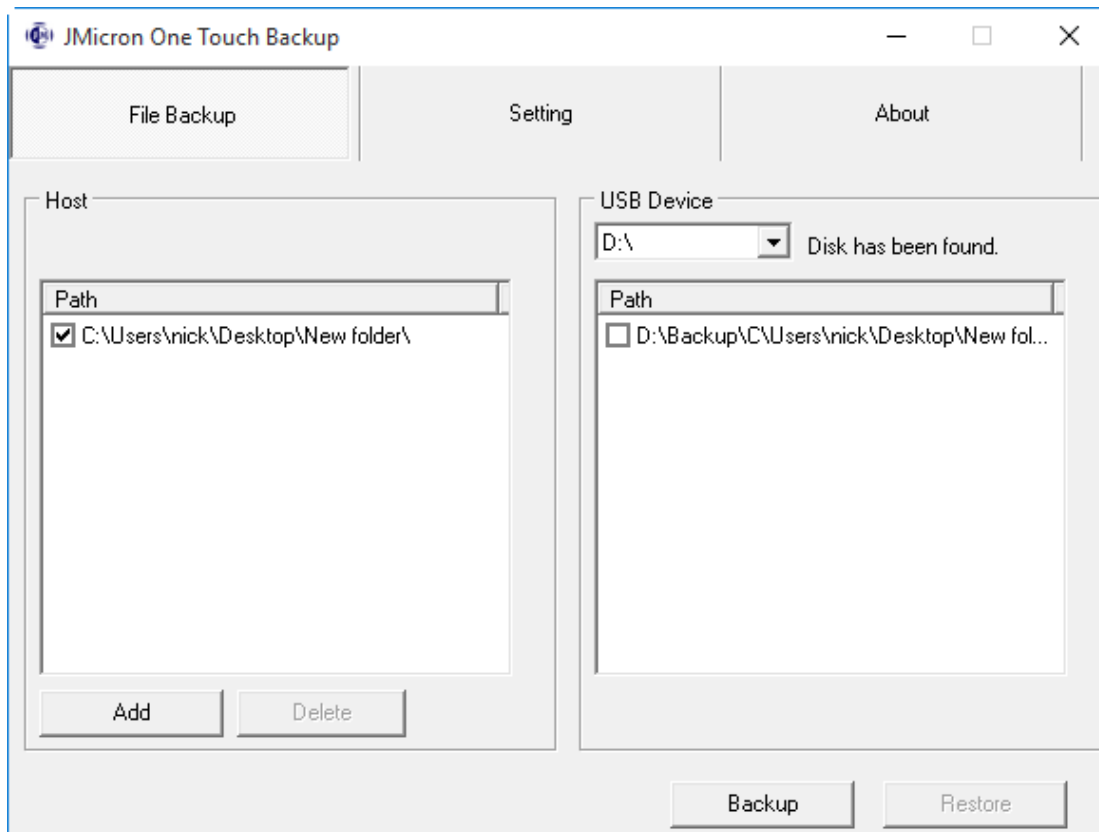 JMicron One Touch Backup
File Backup
Setting
About
Host
USB Device
D:\
Disk has been found.
Path
Path
C:\Users\nick\Desktop\New folder\
D:\Backup\C\Users\nick\Desktop\New fol...
Add
Delete
Backup
Restore